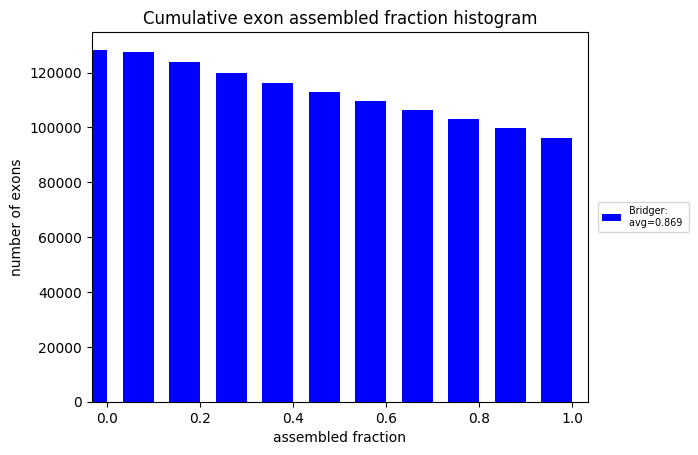 Cumulative exon assembled fraction histogram
number of exons
120000
100000
80000
60000
40000
20000
0
0.0 0.2 0.4 0.6 0.8 1.0
assembled fraction
Bridger:
avg=0.869